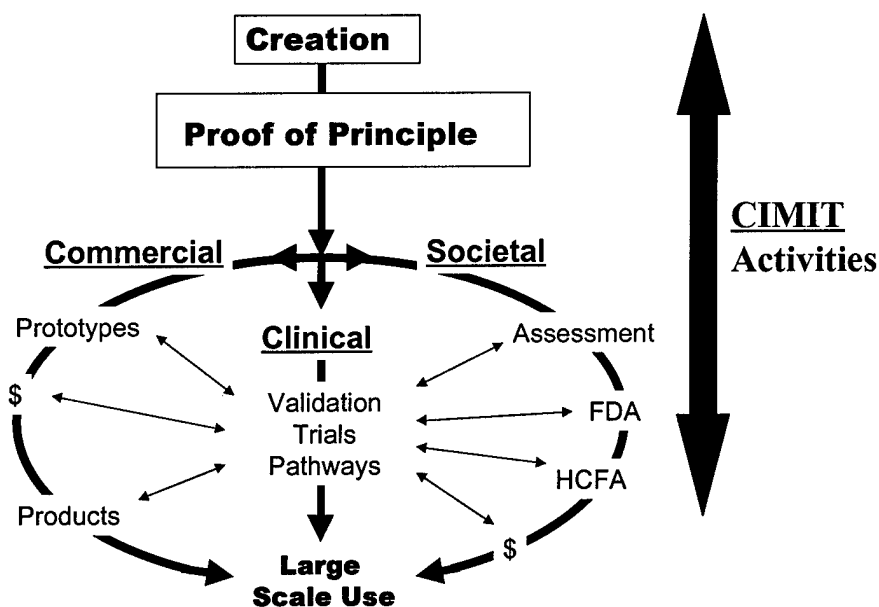 Creation
Proof of Principle
Commercial
Societal
CIMIT
Activities
Prototypes
Clinical
Assessment
$
Validation
FDA
Trials
Pathways
HCFA
Products
$
Large
Scale Use